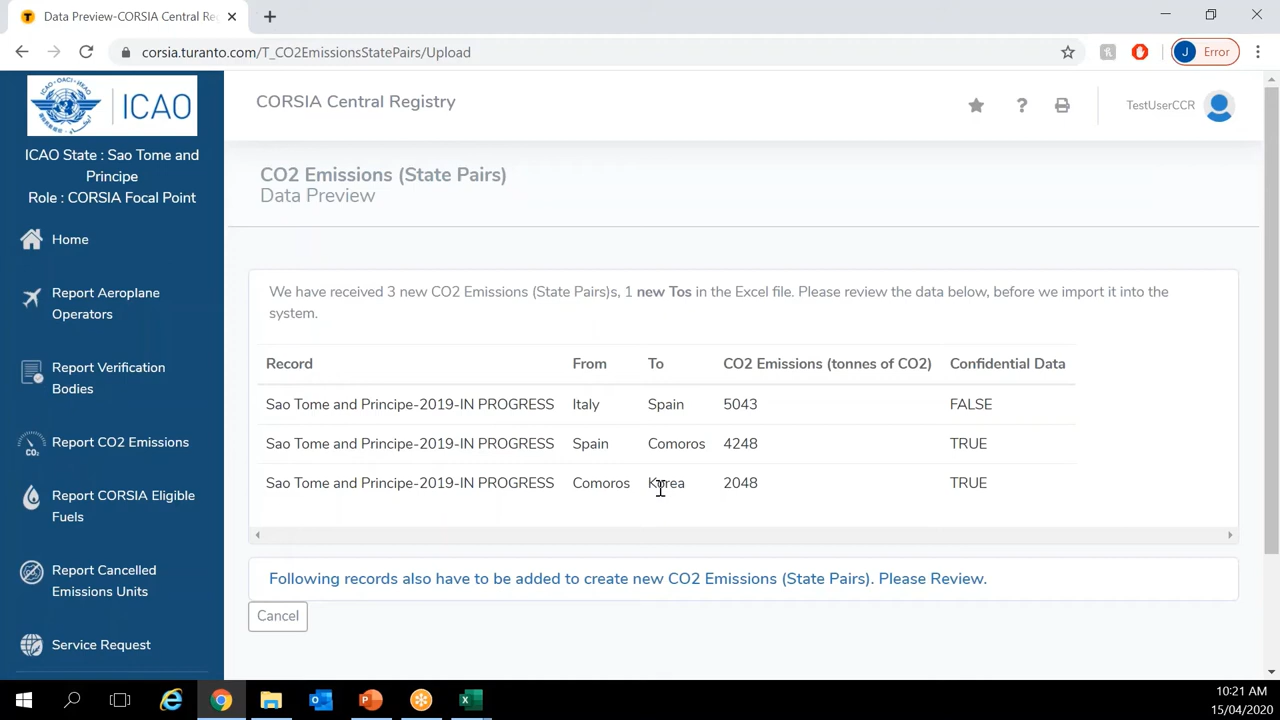 Data Preview-CORSIA Central Re
corsia.turanto.com/T_CO2EmissionsStatePairs/Upload
J Error
ICAO
ICAO State : Sao Tome and
Principe
Role : CORSIA Focal Point
Home
Report Aeroplane
Operators
Report Verification
Bodies
Report CO2 Emissions
Report CORSIA Eligible
Fuels
Report Cancelled
Emissions Units
Service Request
CORSIA Central Registry
TestUserCCR
CO2 Emissions (State Pairs)
Data Preview
We have received 3 new CO2 Emissions (State Pairs)s, 1 new Tos in the Excel file. Please review the data below, before we import it into the
system.
Record From To CO2 Emissions (tonnes of CO2) Confidential Data
Sao Tome and Principe-2019-IN PROGRESS Italy Spain 5043 FALSE
Sao Tome and Principe-2019-IN PROGRESS Spain Comoros 4248 TRUE
Sao Tome and Principe-2019-IN PROGRESS Comoros Korea 2048 TRUE
Following records also have to be added to create new CO2 Emissions (State Pairs). Please Review.
Cancel
10:21 AM
15/04/2020